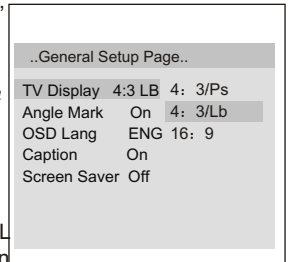 ..General Setup Page..
TV Display 4:3 LB 4：3/Ps
Angle Mark On 4：3/Lb
OSD Lang ENG 16：9
Caption On
Screen Saver Off
L